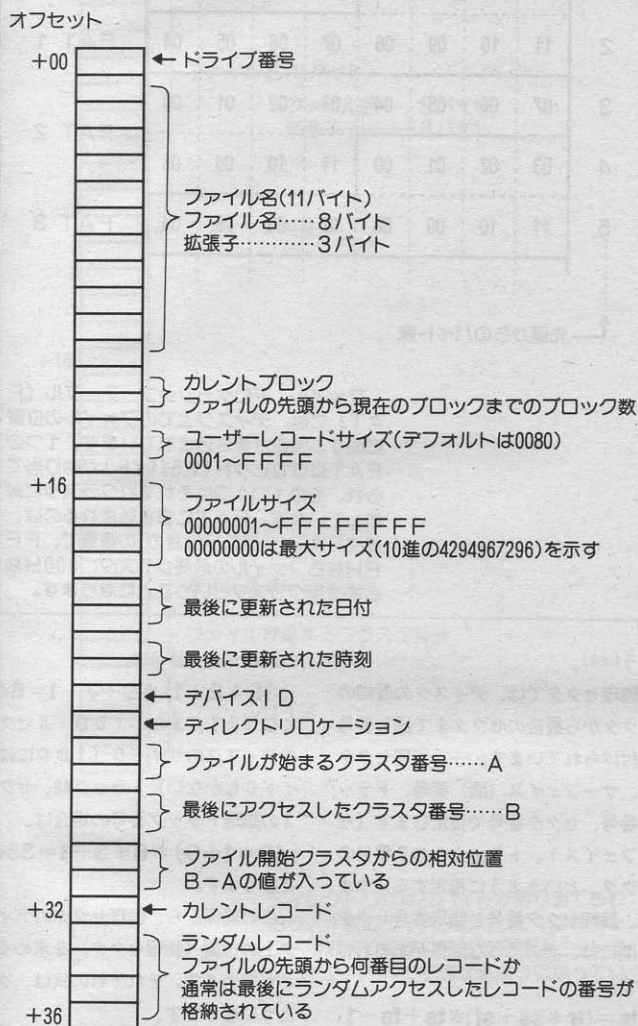 オフセット
+00
ドライブ番号
ファイル名(11バイト)
ファイル名……8バイト
拡張子…………3バイト
カレントブロック
ファイルの先頭から現在のブロックまでのブロック数
ユーザーレコードサイズ(デフォルトは0080)
0001〜FFFF
+16
ファイルサイズ
00000001〜FFFFFFFF
00000000は最大サイズ(10進の4294967296)を示す
最後に更新された日付
最後に更新された時刻
デバイスID
ディレクトリロケーション
ファイルが始まるクラスタ番号……A
最後にアクセスしたクラスタ番号……B
ファイル開始クラスタからの相対位置
B-Aの値が入っている
+32
カレントレコード
ランダムレコード
ファイルの先頭から何番目のレコードか
通常は最後にランダムアクセスしたレコードの番号が
格納されている
+36